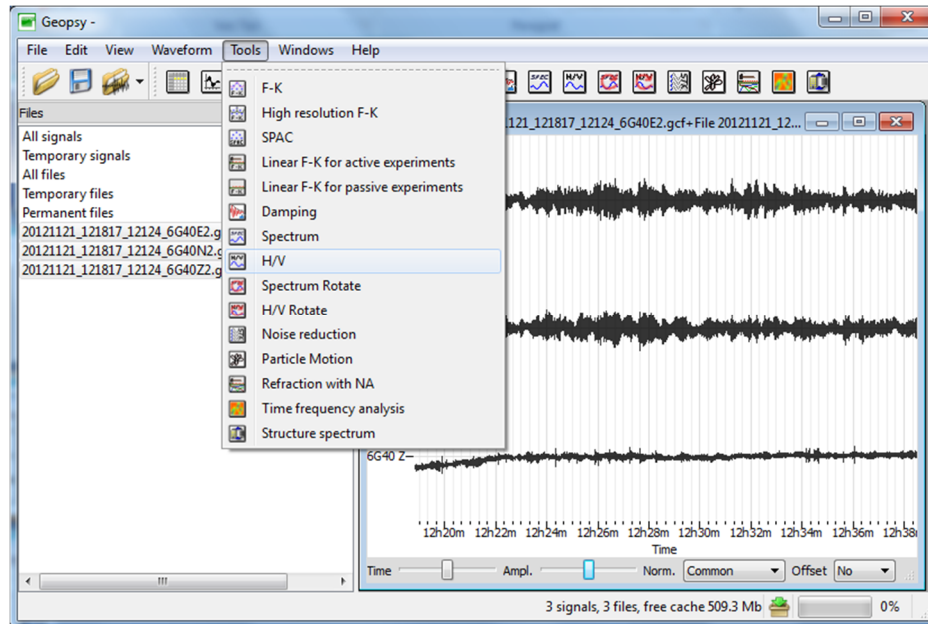 Geopsy -
File Edit View Waveform Tools Windows Help
Files
All signals
Temporary signals
All files
Temporary files
Permanent files
20121121_121817_12124_6G40E2.g
20121121_121817_12124_6G40N2.g
20121121_121817_12124_6G40Z2.g
F-K
High resolution F-K
SPAC
Linear F-K for active experiments
Linear F-K for passive experiments
Damping
Spectrum
H/V
Spectrum Rotate
H/V Rotate
Noise reduction
Particle Motion
Refraction with NA
Time frequency analysis
Structure spectrum
1121_121817_12124_6G40E2.gcf+File 20121121_12...
6G40 Z
12h20m 12h22m 12h24m 12h26m 12h28m 12h30m 12h32m 12h34m 12h36m 12h38
Time
Time Ampl. Norm. Common Offset No
3 signals, 3 files, free cache 509.3 Mb 0%